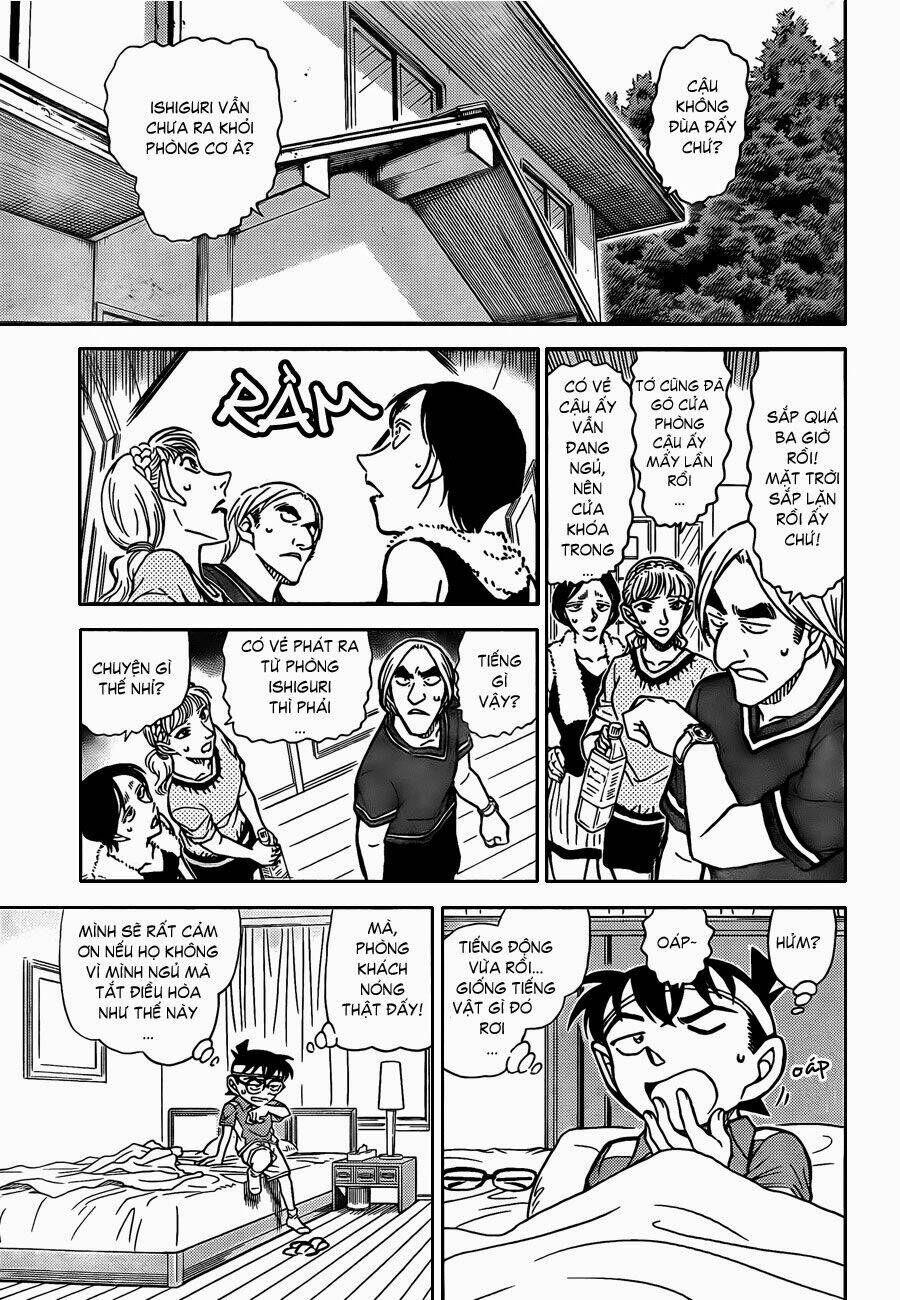 CẬU
KHÔNG
ĐÙA ĐẤY
CHỨ?
ISHIGURI VẪN
CHƯA RA KHỎI
PHÒNG CƠ À?
SẮP QUÁ
BA GIỜ
RỒI!
MẶT TRỜI
SẮP LẶN
RỒI ẤY
CHỨ!
TỚ CŨNG ĐÃ
GÕ CỬA
PHÒNG
CẬU ẤY
MẤY LẦN
RỒI
...
CÓ VẺ
CẬU ẤY
VẪN
ĐANG
NGỦ,
NÊN
CỬA
KHÓA
TRONG
...
RẦM
TIẾNG
GÌ
VẬY?
CÓ VẺ PHÁT RA
TỪ PHÒNG
ISHIGURI
THÌ PHẢI
...
CHUYỆN GÌ
THẾ NHỈ?
HỬM?
OÁP~
TIẾNG ĐỘNG
VỪA RỒI...
GIỐNG TIẾNG
VẬT GÌ ĐÓ
RƠI
OÁP
MÀ,
PHÒNG
KHÁCH
NÓNG
THẬT ĐẤY!
MÌNH SẼ RẤT CẢM
ƠN NẾU HỌ KHÔNG
VÌ MÌNH NGỦ MÀ
TẮT ĐIỀU HÒA
NHƯ THẾ NÀY
...